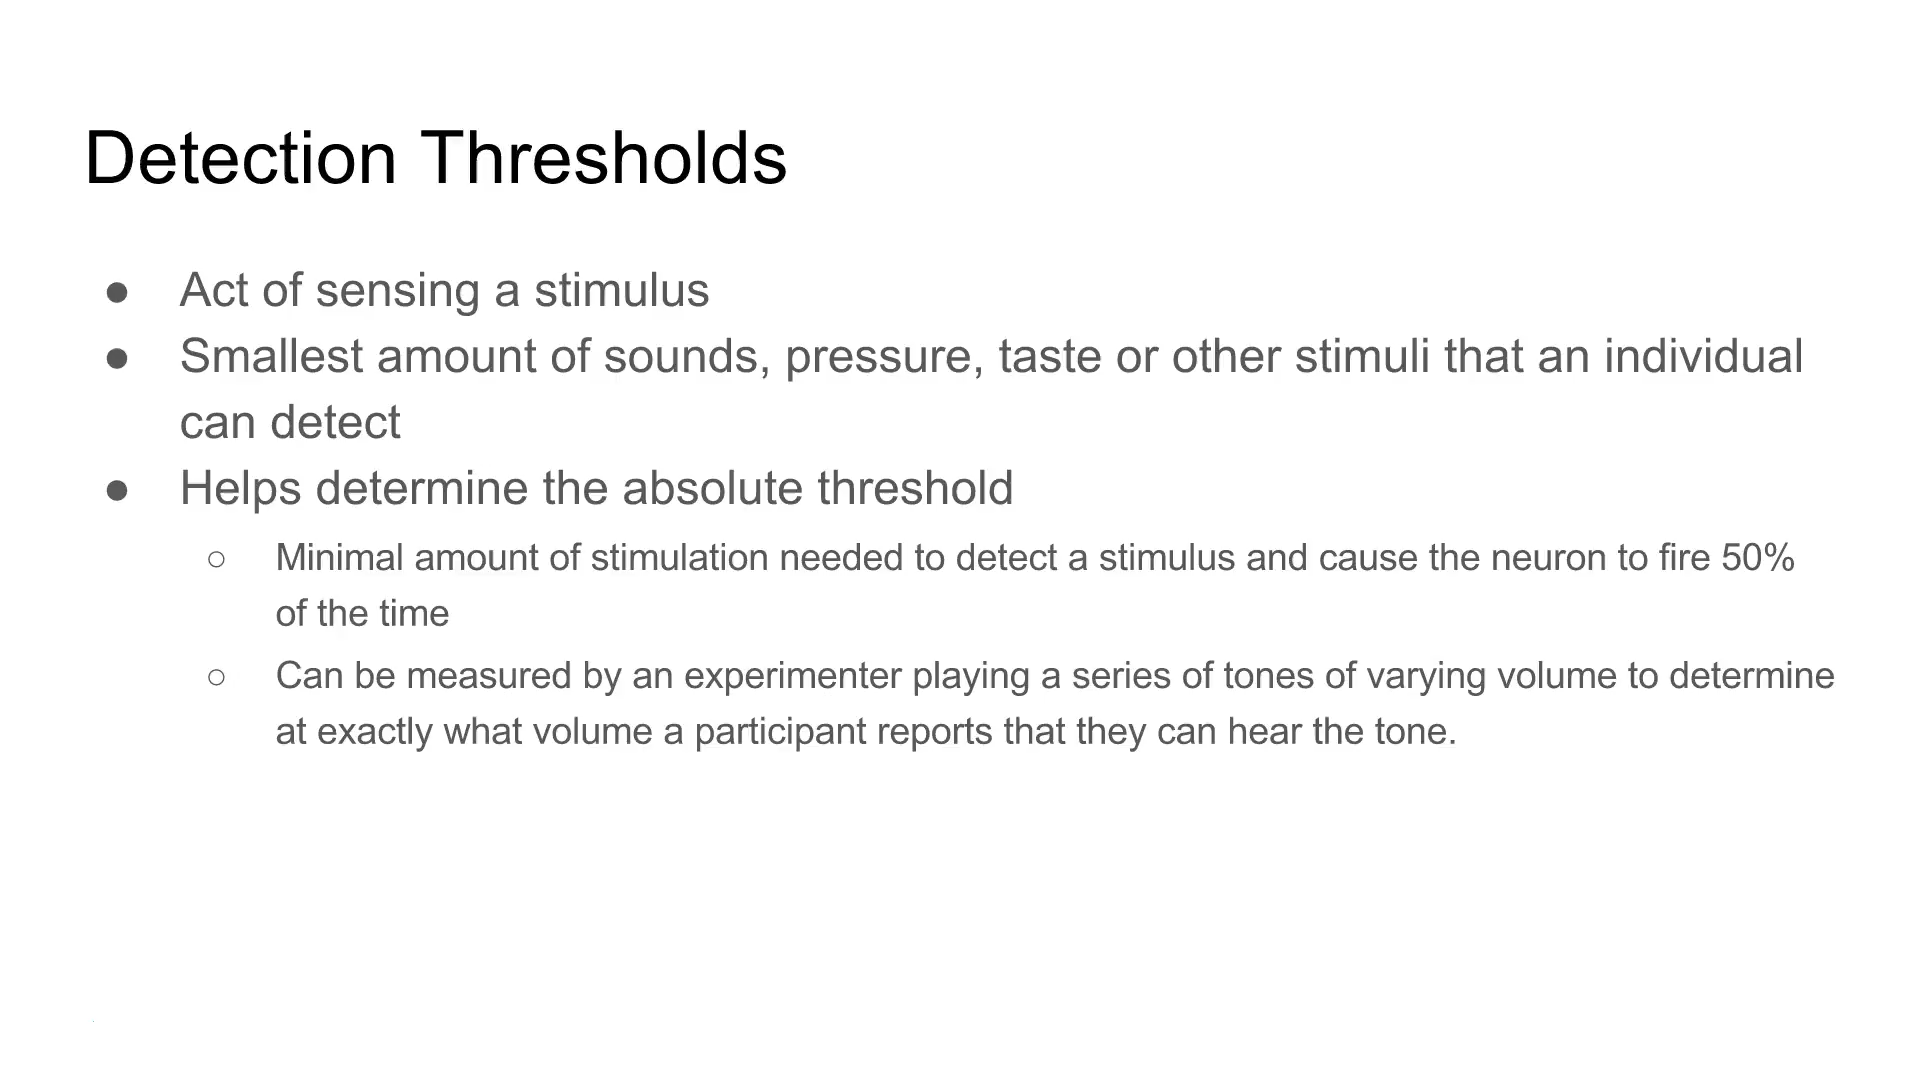 Detection Thresholds
● Act of sensing a stimulus
● Smallest amount of sounds, pressure, taste or other stimuli that an individual
can detect
● Helps determine the absolute threshold
○ Minimal amount of stimulation needed to detect a stimulus and cause the neuron to fire 50%
of the time
○ Can be measured by an experimenter playing a series of tones of varying volume to determine
at exactly what volume a participant reports that they can hear the tone.